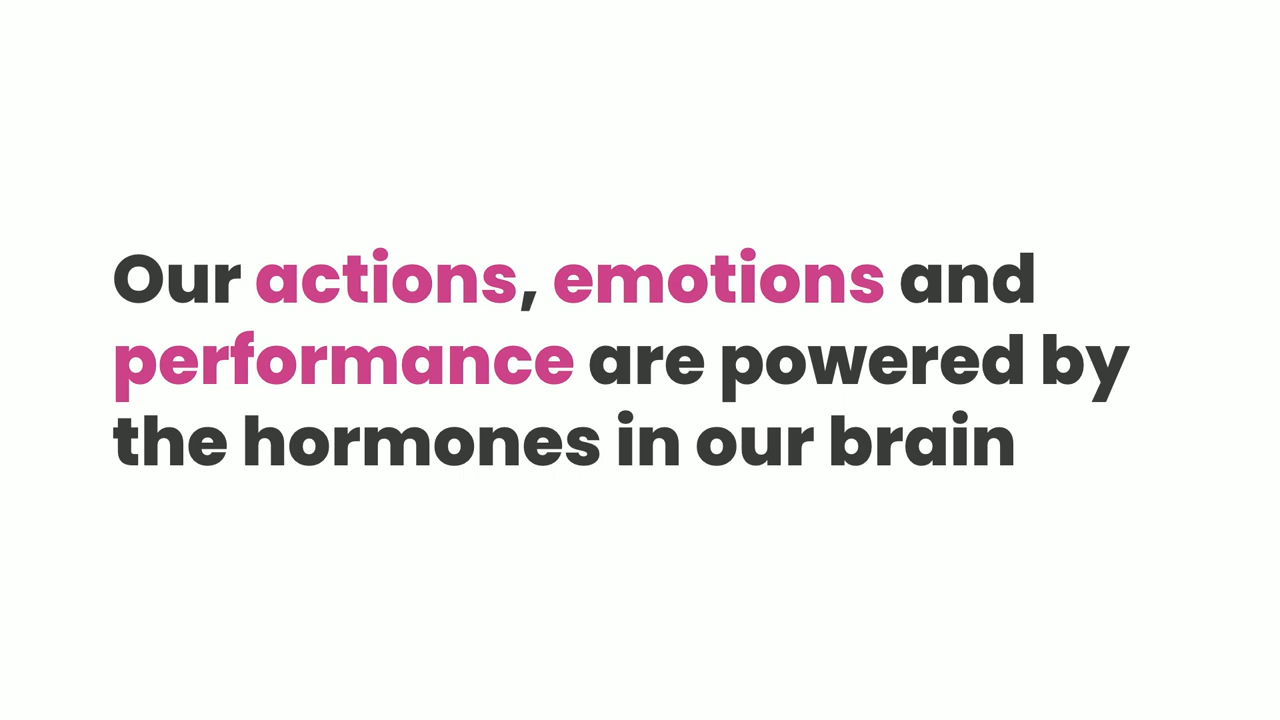 Our actions, emotions and
performance are powered by
the hormones in our brain